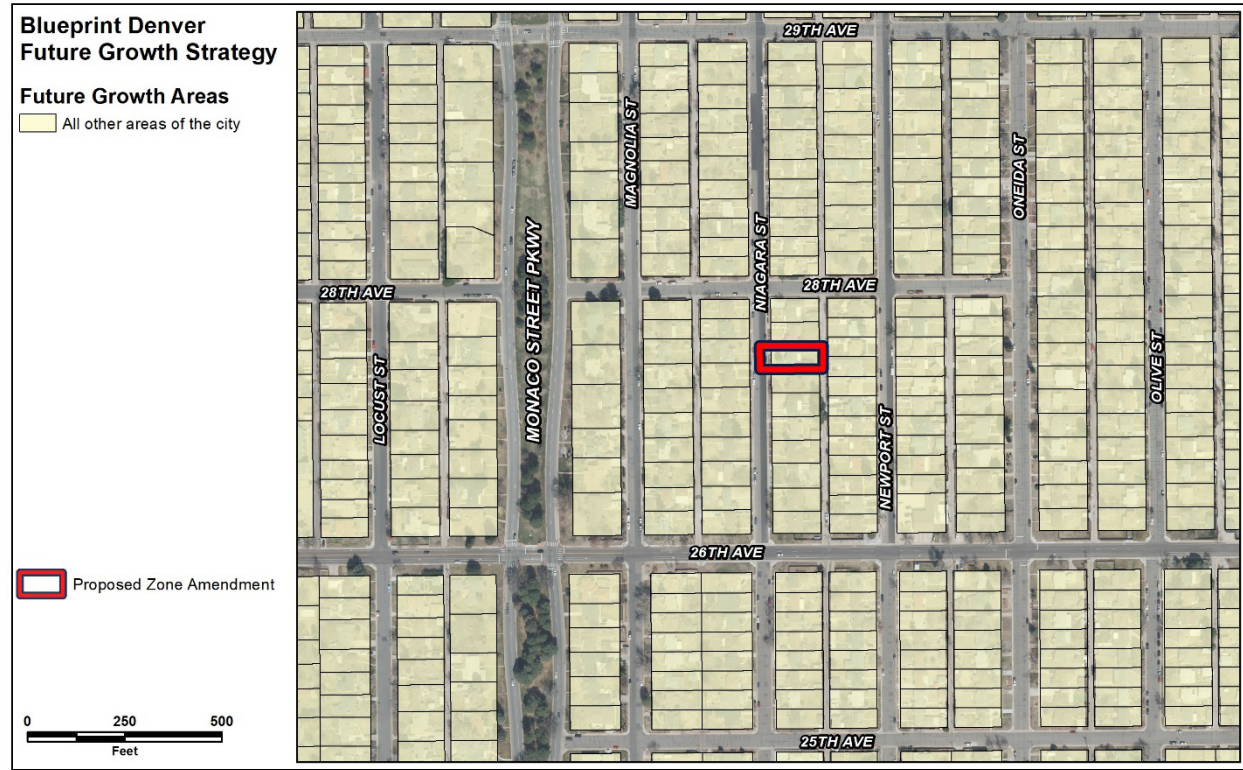 Blueprint Denver
Future Growth Strategy
Future Growth Areas
All other areas of the city
Proposed Zone Amendment
0 250 500
Feet
29TH AVE
MAGNOLIA ST
ONEIDA ST
NIAGARA ST
MONACO STREET PKWY
28TH AVE
28TH AVE
LOCUST ST
OLIVE ST
NEWPORT ST
26TH AVE
25TH AVE